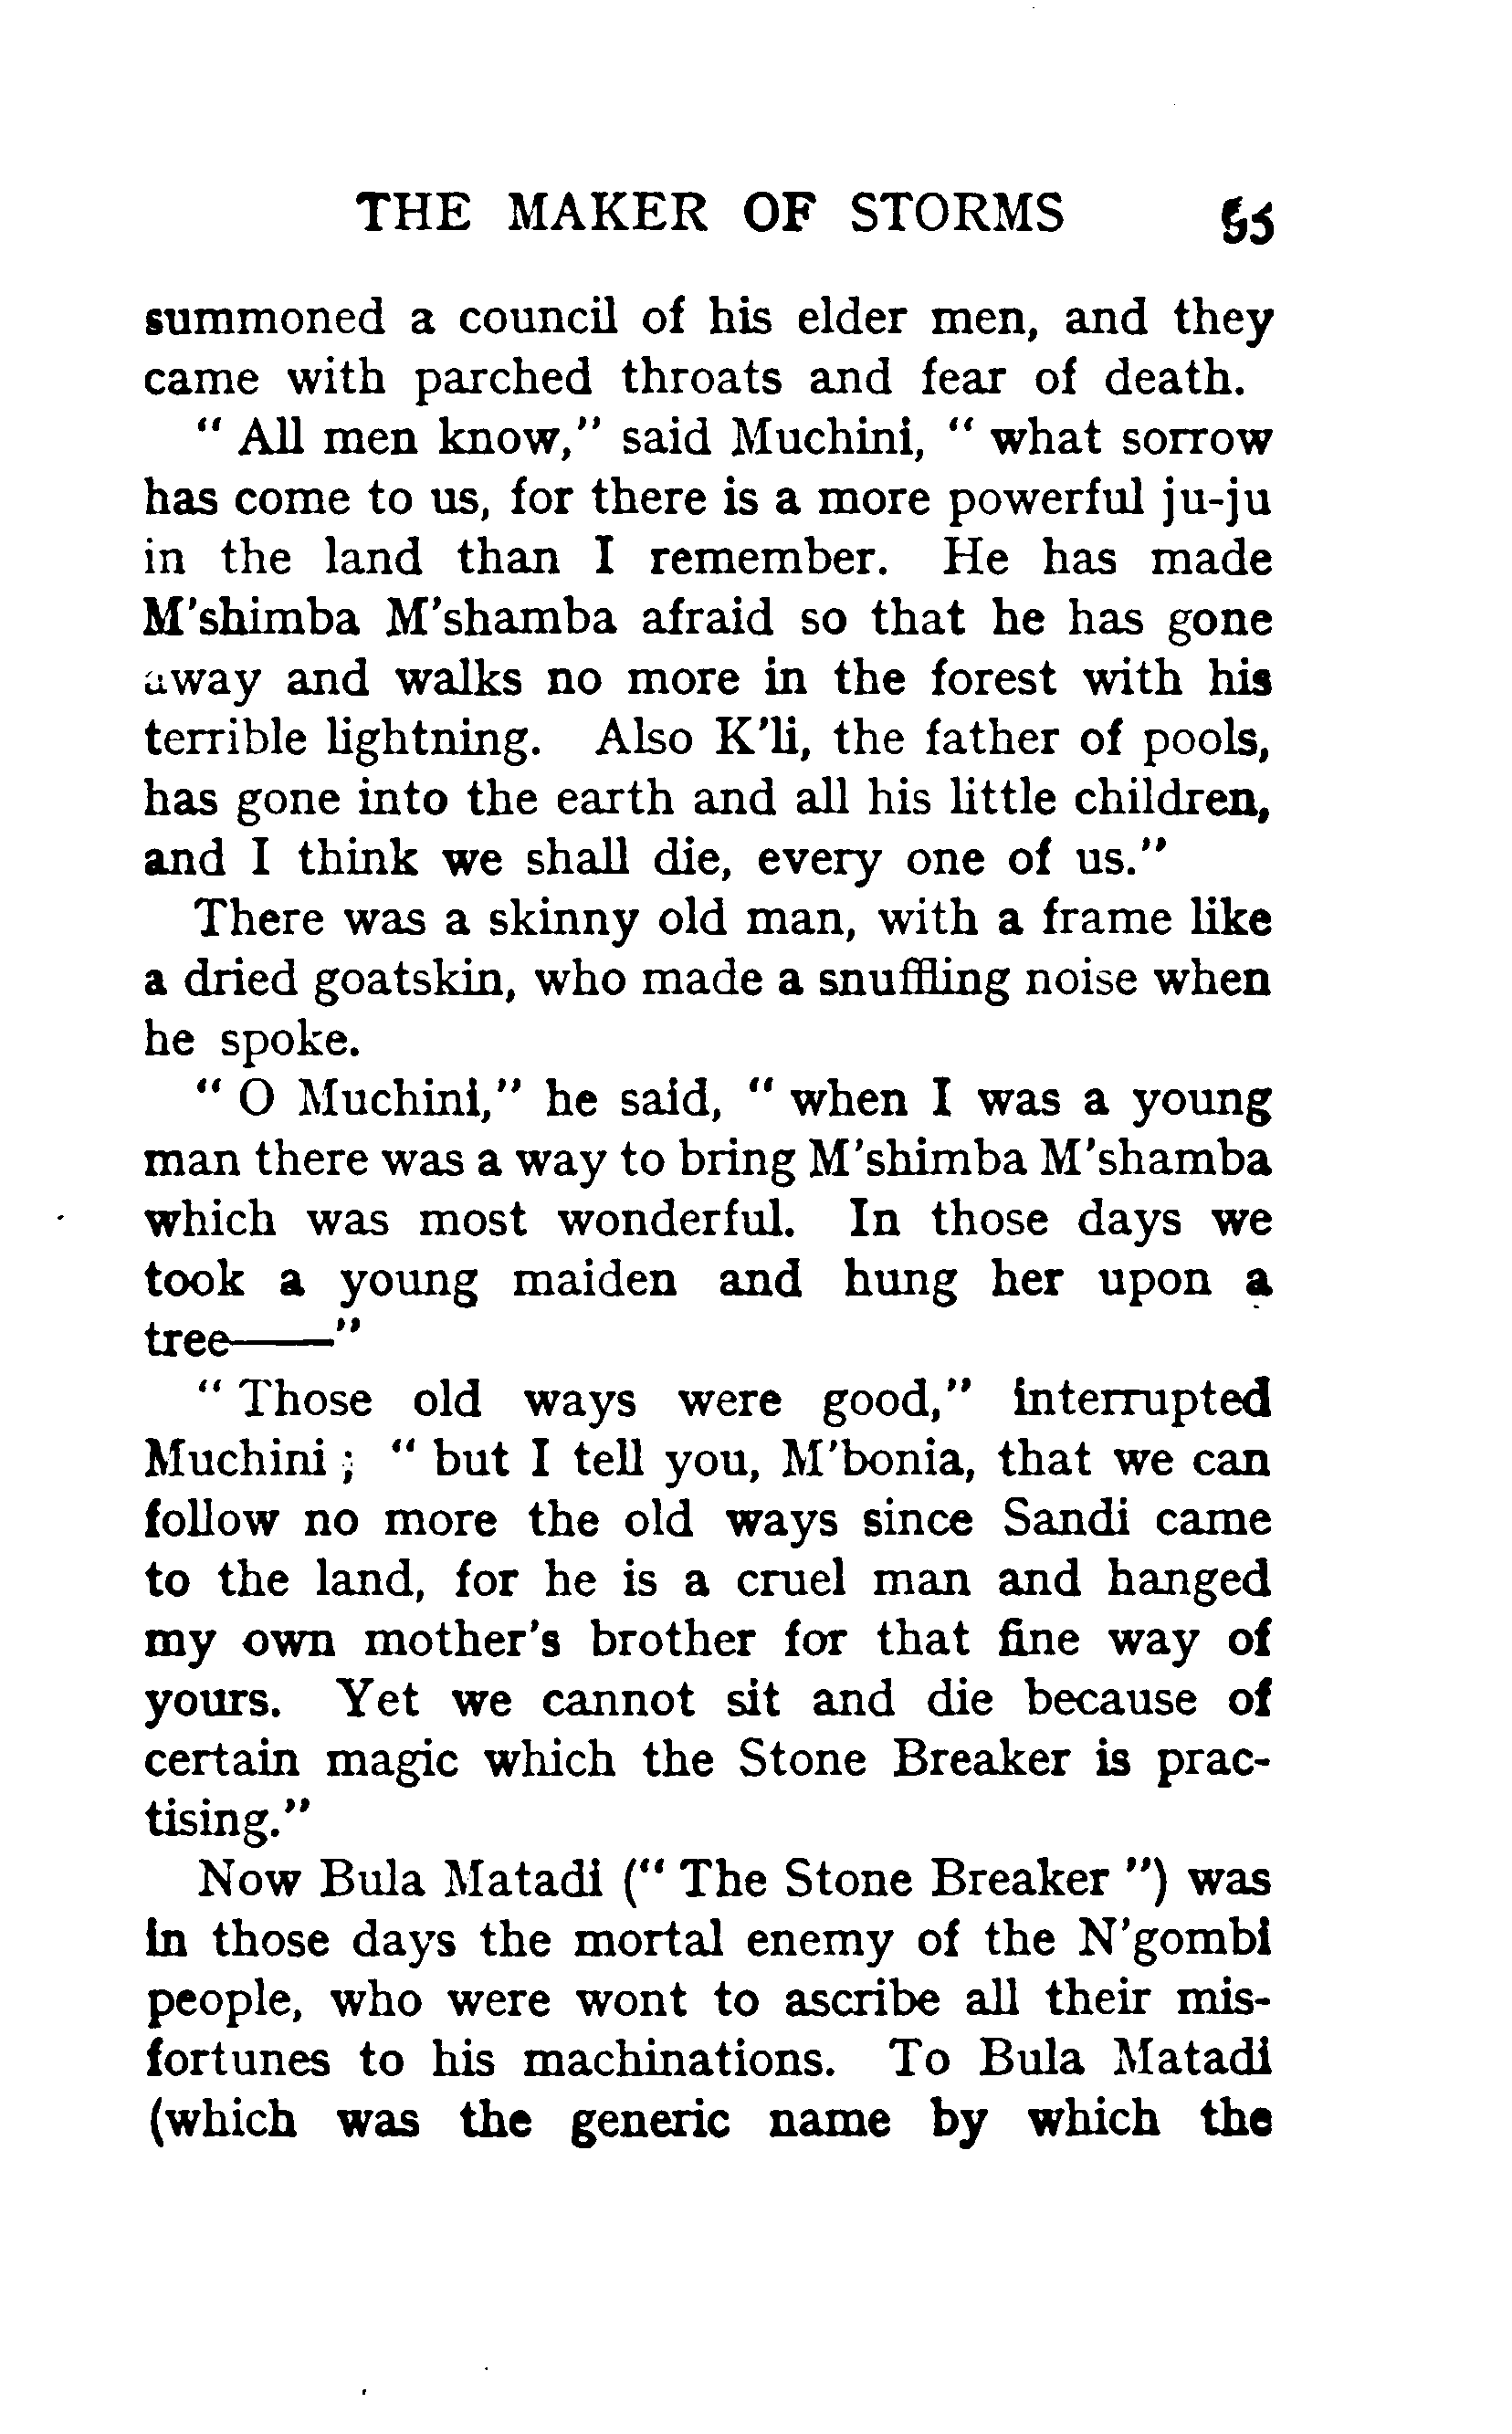 THE MAKER OF STORMS 55
summoned a council of his elder men, and they
came with parched throats and fear of death.
" All men know," said Muchini, " what sorrow
has come to us, for there is a more powerful ju-ju
in the land than I remember. He has made
M'shimba M'shamba afraid so that he has gone
away and walks no more in the forest with his
terrible lightning. Also K'li, the father of pools,
has gone into the earth and all his little children,
and I think we shall die, every one of us."
There was a skinny old man, with a frame like
a dried goatskin, who made a snuffling noise when
he spoke.
" O Muchini," he said, " when I was a young
man there was a way to bring M'shimba M'shamba
which was most wonderful. In those days we
took a young maiden and hung her upon a
tree——"
" Those old ways were good," interrupted
Muchini ; " but I tell you, M'bonia, that we can
follow no more the old ways since Sandi came
to the land, for he is a cruel man and hanged
my own mother's brother for that fine way of
yours. Yet we cannot sit and die because of
certain magic which the Stone Breaker is prac-
tising."
Now Bula Matadi (" The Stone Breaker ") was
in those days the mortal enemy of the N'gombi
people, who were wont to ascribe all their mis-
fortunes to his machinations. To Bula Matadi
(which was the generic name by which the